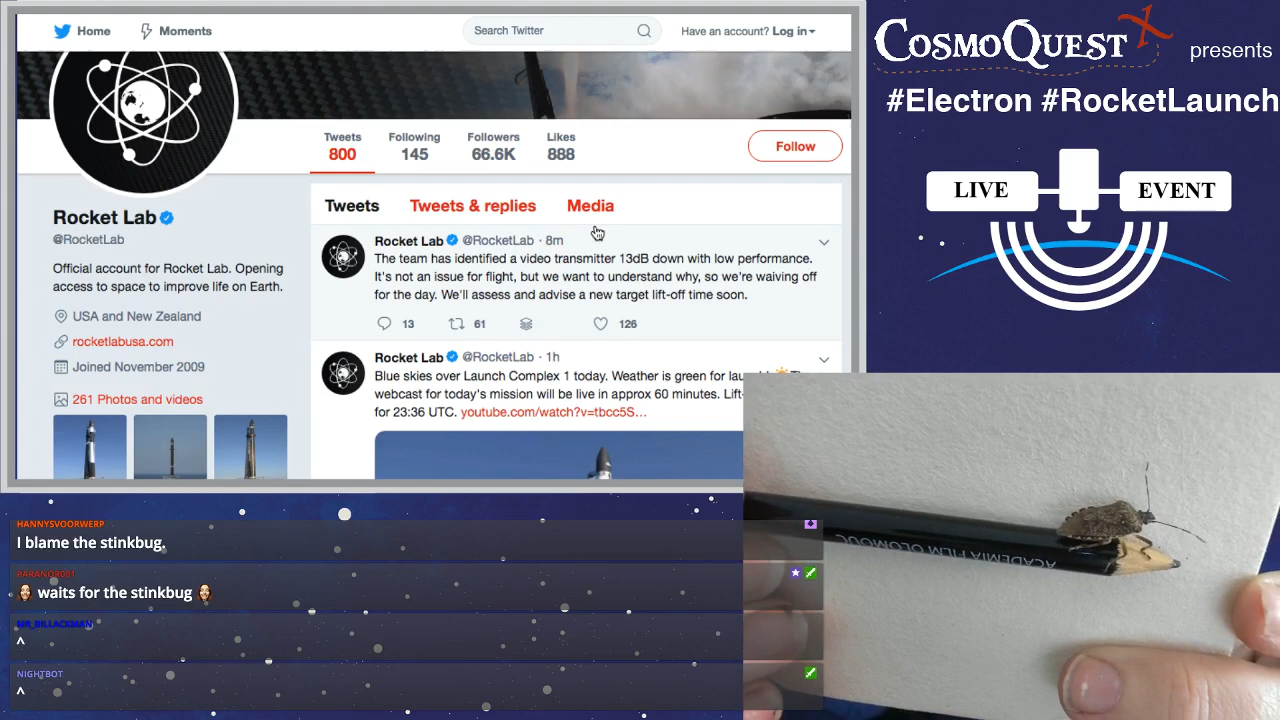 Home
Moments
Search Twitter
Have an account? Log in
COSMOQUEST X
presents
#Electron #RocketLaunch
LIVE
EVENT
Tweets
800
Following
145
Followers
66.6K
Likes
888
Follow
Rocket Lab
@RocketLab
Official account for Rocket Lab. Opening
access to space to improve life on Earth.
USA and New Zealand
rocketlabusa.com
Joined November 2009
261 Photos and videos
Tweets
Tweets & replies
Media
Rocket Lab @RocketLab · 8m
The team has identified a video transmitter 13dB down with low performance.
It's not an issue for flight, but we want to understand why, so we're waiving off
for the day. We'll assess and advise a new target lift-off time soon.
13
61
126
Rocket Lab @RocketLab · 1h
Blue skies over Launch Complex 1 today. Weather is green for
webcast for today's mission will be live in approx 60 minutes.
for 23:36 UTC. youtube.com/watch?v=tbcc5S…
HANNYSVOORWERP
I blame the stinkbug.
PARANOR001
waits for the stinkbug
MR_BILLACKMAN
^
NIGHTBOT
^
ACADEMIA FILM OLOMOUC